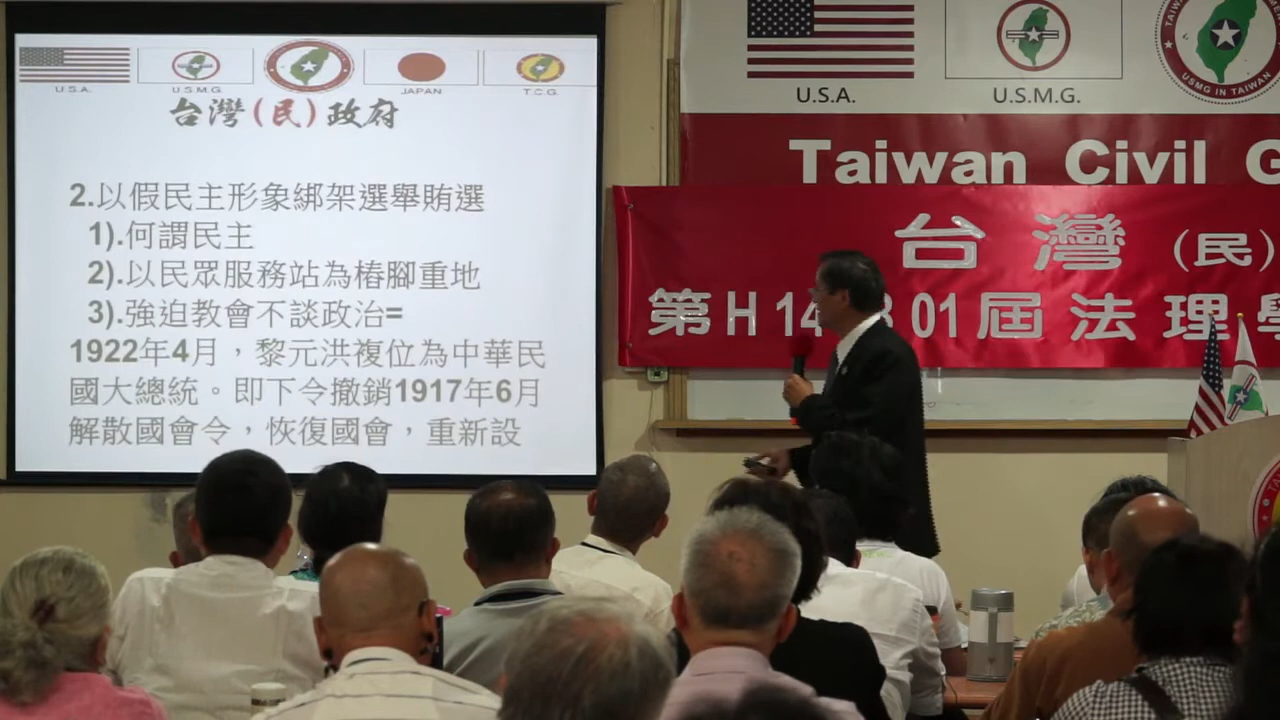 U.S.A.
U.S.M.G.
JAPAN
T.C.G.
台灣(民)政府
2.以假民主形象綁架選舉賄選
1).何謂民主
2).以民眾服務站為樁腳重地
3).強迫教會不談政治=
1922年4月，黎元洪複位為中華民
國大總統。即下令撤銷1917年6月
解散國會令，恢復國會，重新設
U.S.A.
U.S.M.G.
USMG IN TAIWAN
Taiwan Civil G
台灣(民)
第H14 01屆法理學